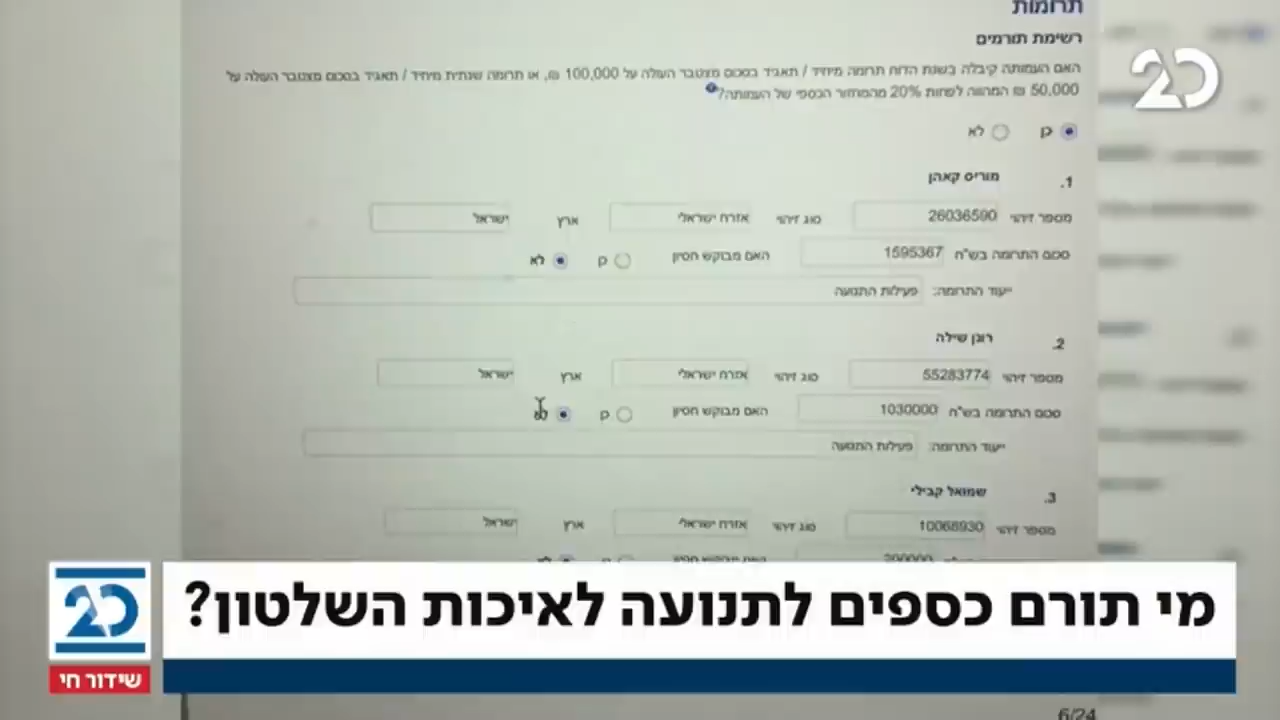 תרומות
רשימת תורמים
20
האם העמותה קיבלה בשנת הדוח תרומה מיחיד / תאגיד בסכום מצטבר העולה על 100,000 ₪, או תרומה שנתית מיחיד / תאגיד בסכום מצטבר העולה על
50,000 ₪ המהווה לפחות 20% מהמחזור הכספי של העמותה?
כן לא
1. מוריס קאהן
מספר זיהוי 26036590 סוג זיהוי אזרח ישראלי ארץ ישראל
סכום התרומה בש"ח 1595367 האם מבוקש חסיון כן לא
ייעוד התרומה: פעילות התנועה
2. רונן שילה
מספר זיהוי 55283774 סוג זיהוי אזרח ישראלי ארץ ישראל
סכום התרומה בש"ח 1030000 האם מבוקש חסיון כן לא
ייעוד התרומה: פעילות התנועה
3. שמואל קבילי
מספר זיהוי 10068930 סוג זיהוי אזרח ישראלי ארץ ישראל
מי תורם כספים לתנועה לאיכות השלטון?
20
שידור חי
6/24